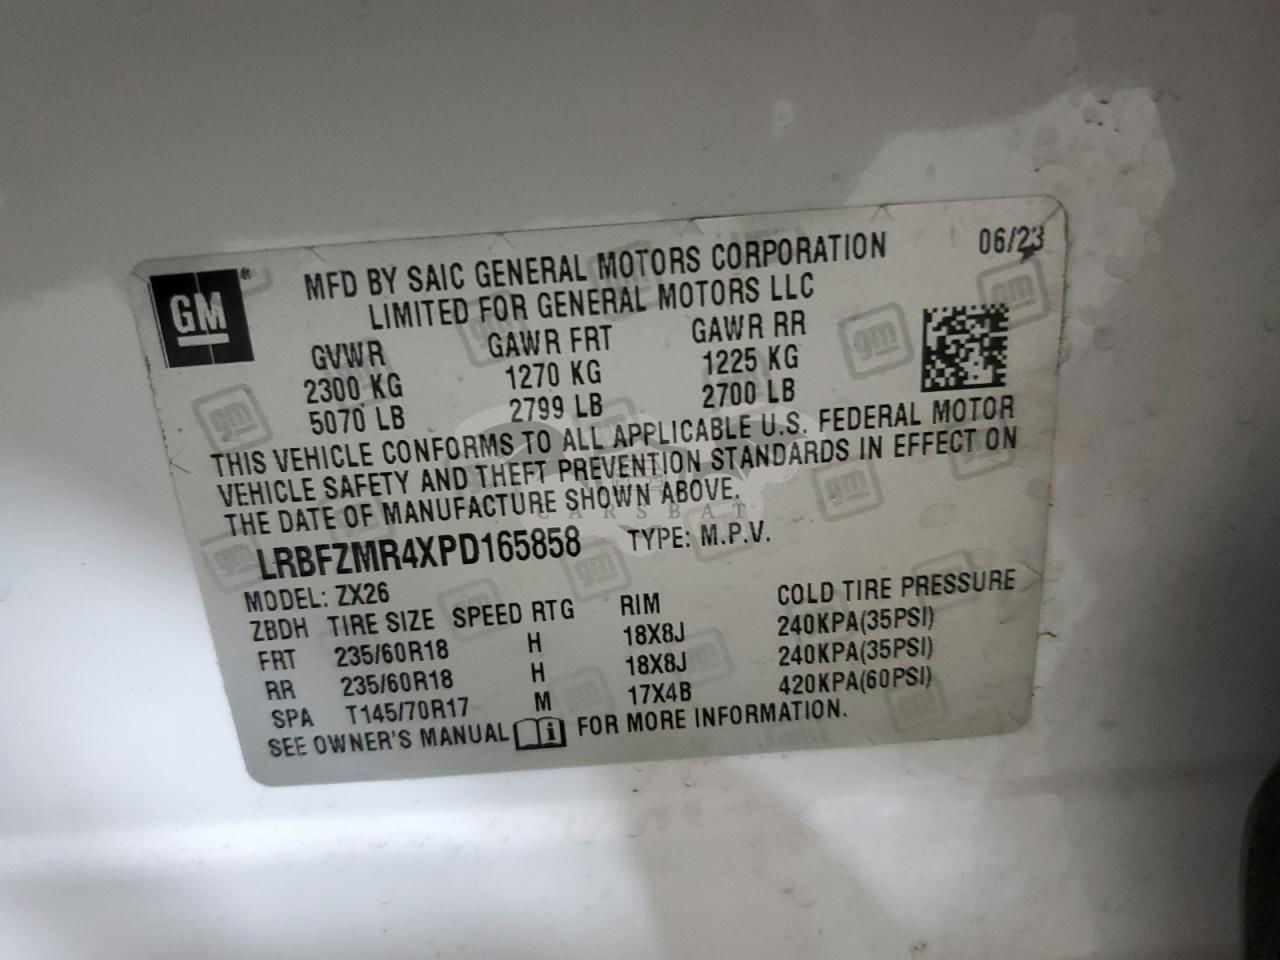 GM®
MFD BY SAIC GENERAL MOTORS CORPORATION
LIMITED FOR GENERAL MOTORS LLC
06/23
GVWR GAWR FRT GAWR RR
2300 KG 1270 KG 1225 KG
5070 LB 2799 LB 2700 LB
THIS VEHICLE CONFORMS TO ALL APPLICABLE U.S. FEDERAL MOTOR
VEHICLE SAFETY AND THEFT PREVENTION STANDARDS IN EFFECT ON
THE DATE OF MANUFACTURE SHOWN ABOVE.
CARSBAT
LRBFZMR4XPD165858 TYPE: M.P.V.
MODEL: ZX26
ZBDH TIRE SIZE SPEED RTG RIM COLD TIRE PRESSURE
FRT 235/60R18 H 18X8J 240KPA(35PSI)
RR 235/60R18 H 18X8J 240KPA(35PSI)
SPA T145/70R17 M 17X4B 420KPA(60PSI)
SEE OWNER'S MANUAL i FOR MORE INFORMATION.